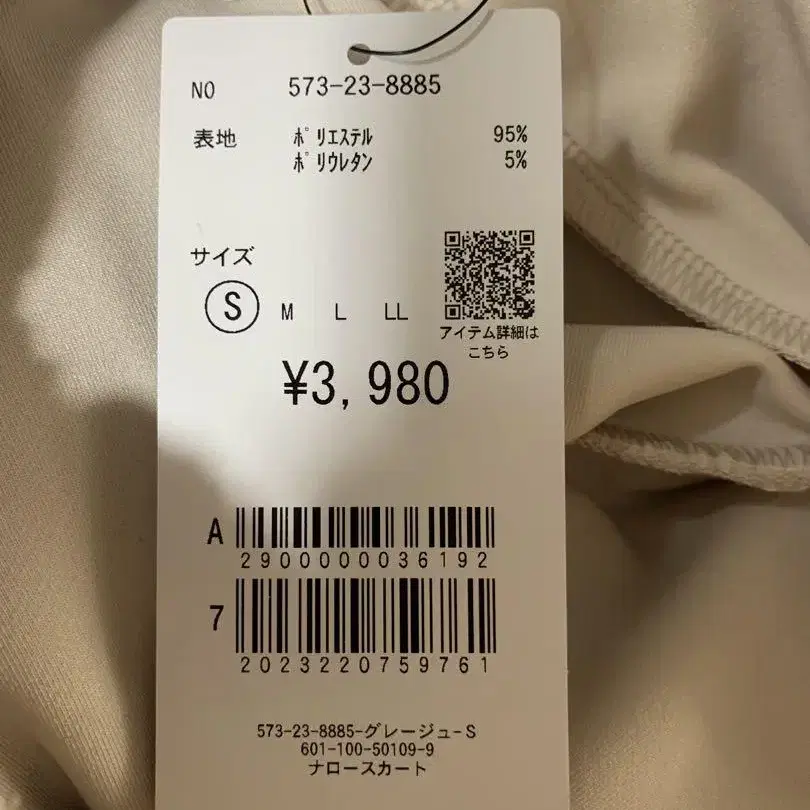 NO 573-23-8885
表地 ﾎﾟﾘｴｽﾃﾙ 95%
ﾎﾟﾘｳﾚﾀﾝ 5%
サイズ
S M L LL
アイテム詳細は
こちら
¥3,980
A
2900000036192
7
2023220759761
573-23-8885-グレージュ-S
601-100-50109-9
ナロースカート